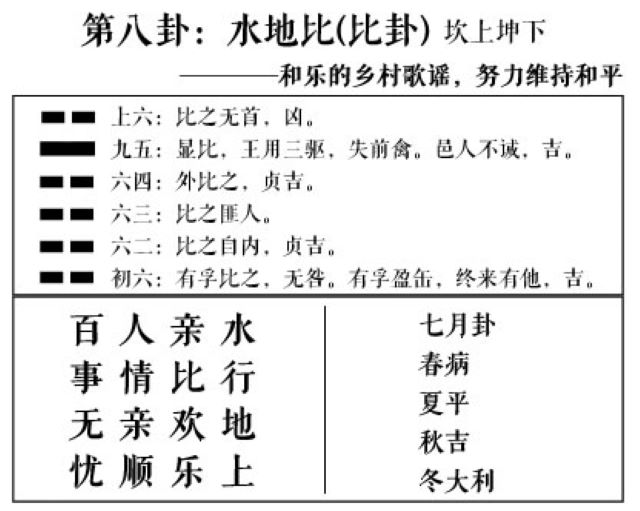 第八卦：水地比(比卦) 坎上坤下
————和乐的乡村歌谣，努力维持和平
上六：比之无首，凶。
九五：显比，王用三驱，失前禽。邑人不诫，吉。
六四：外比之，贞吉。
六三：比之匪人。
六二：比之自内，贞吉。
初六：有孚比之，无咎。有孚盈缶，终来有他，吉。
水行地上
亲比欢乐
人情亲顺
百事无忧
七月卦
春病
夏平
秋吉
冬大利